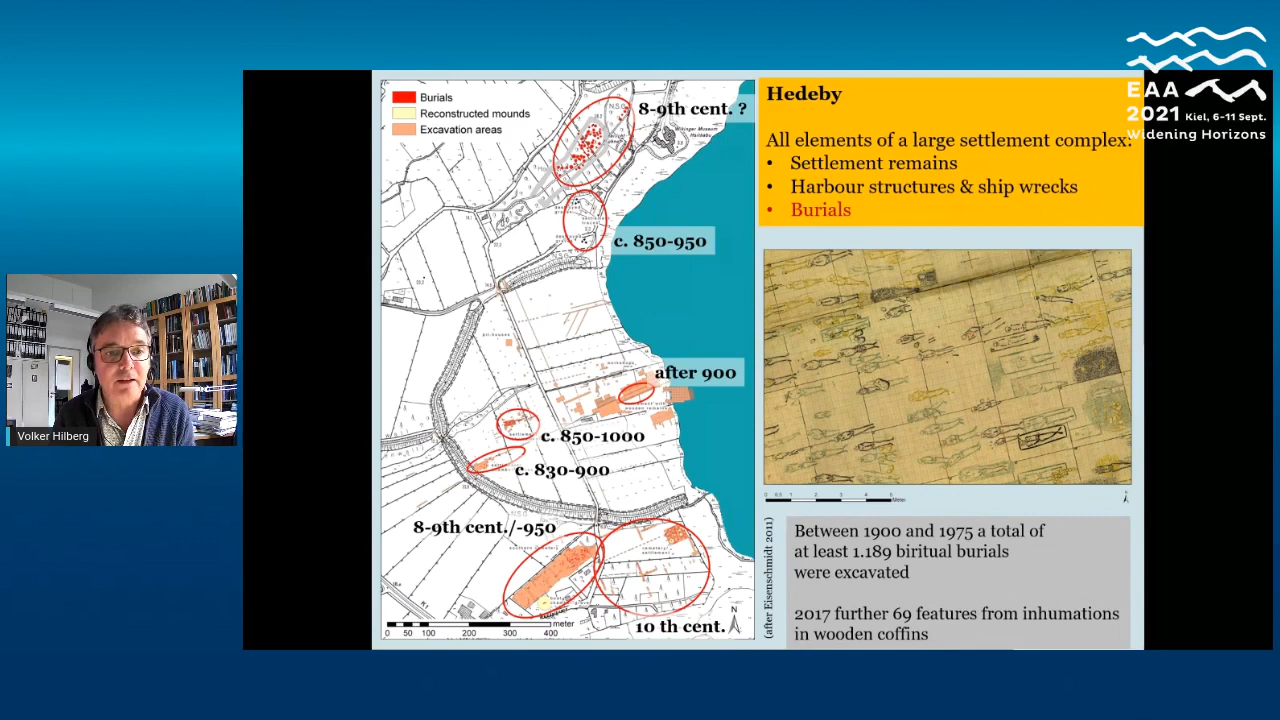 EAA
2021 Kiel, 6-11 Sept.
Widening Horizons
Volker Hilberg
Burials
Reconstructed mounds
Excavation areas
8-9th cent. ?
c. 850-950
after 900
c. 850-1000
c. 830-900
8-9th cent./-950
10 th cent.
N
0 50 100 200 300 400 meter
Hedeby
All elements of a large settlement complex:
• Settlement remains
• Harbour structures & ship wrecks
• Burials
(after Eisenschmidt 2011)
Between 1900 and 1975 a total of
at least 1.189 biritual burials
were excavated
2017 further 69 features from inhumations
in wooden coffins